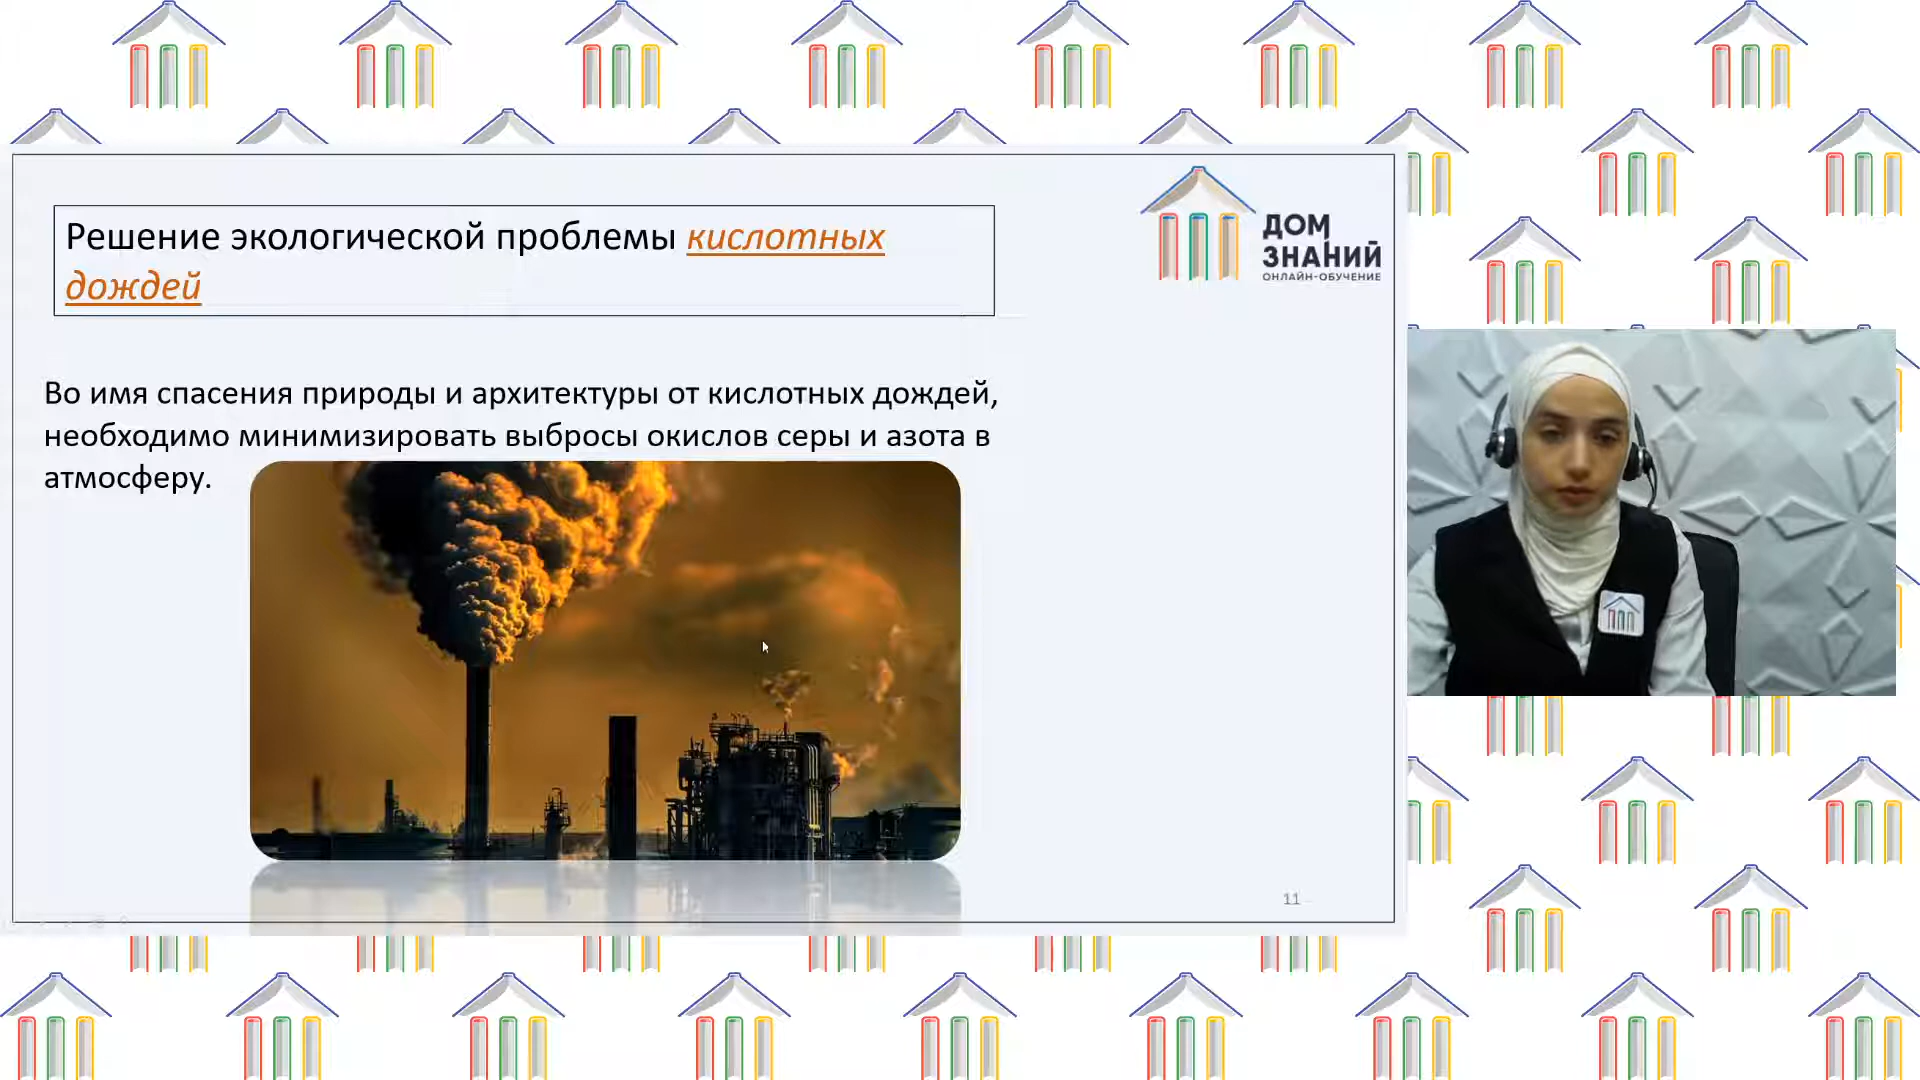 Решение экологической проблемы кислотных
дождей
ДОМ
ЗНАНИЙ
ОНЛАЙН-ОБУЧЕНИЕ
Во имя спасения природы и архитектуры от кислотных дождей,
необходимо минимизировать выбросы окислов серы и азота в
атмосферу.
11